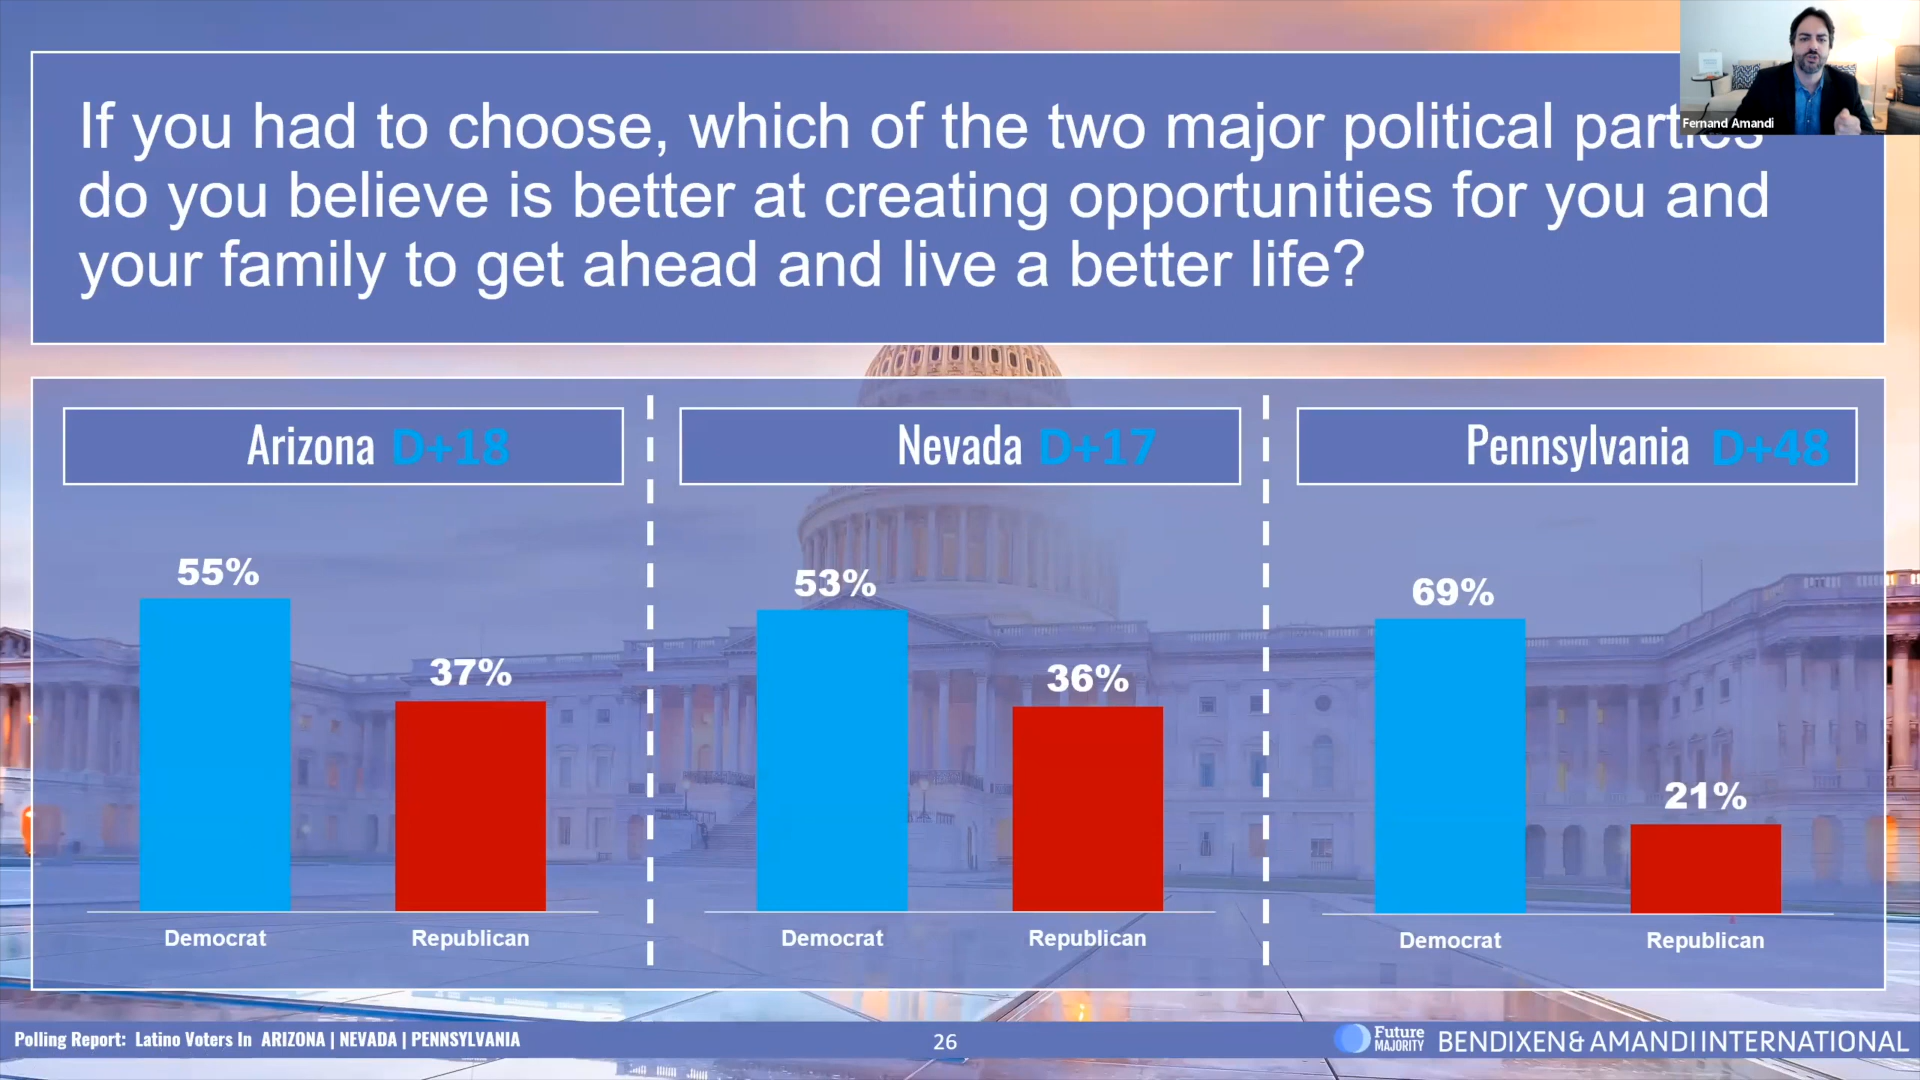 If you had to choose, which of the two major political parties
do you believe is better at creating opportunities for you and
your family to get ahead and live a better life?
Fernand Amandi
Arizona D+18
Nevada D+17
Pennsylvania D+48
55%
37%
Democrat
Republican
53%
36%
Democrat
Republican
69%
21%
Democrat
Republican
Polling Report: Latino Voters In ARIZONA | NEVADA | PENNSYLVANIA
26
Future
MAJORITY
BENDIXEN & AMANDI INTERNATIONAL